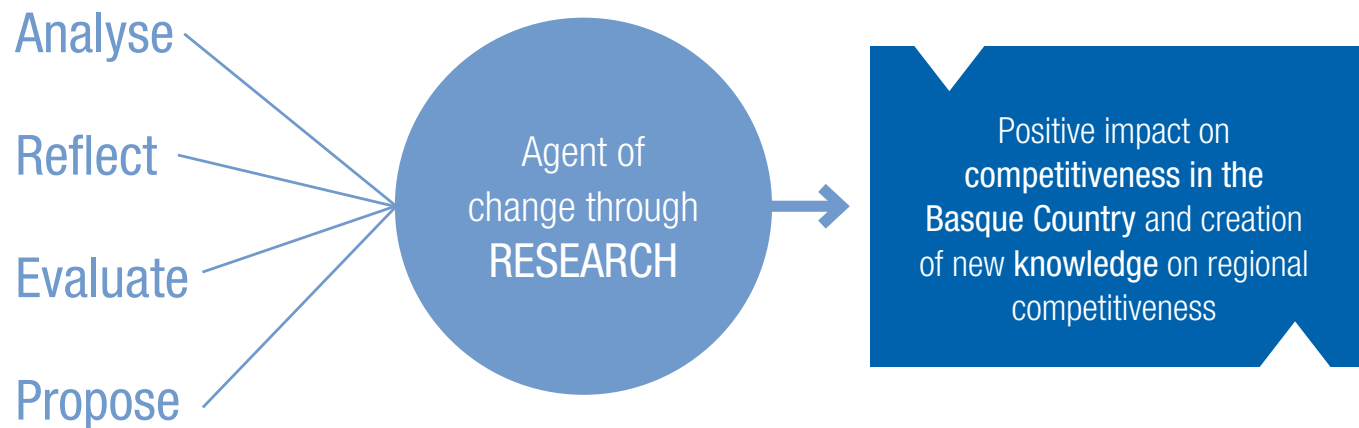 Analyse
Reflect
Evaluate
Propose
Agent of
change through
RESEARCH
Positive impact on
competitiveness in the
Basque Country and creation
of new knowledge on regional
competitiveness